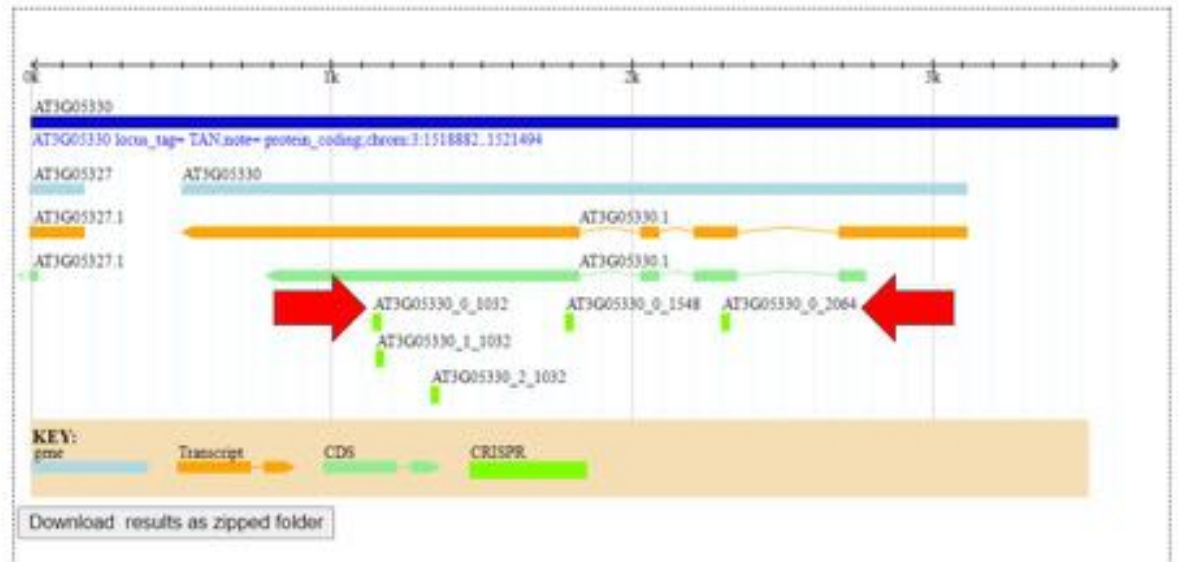 0k 1k 2k 3k
AT3G05330
AT3G05330 locus_tag= TAN,note= protein_coding,chrom:3:1518882..1521494
AT3G05327 AT3G05330
AT3G05327.1 AT3G05330.1
AT3G05327.1 AT3G05330.1
AT3G05330_0_1032 AT3G05330_0_1548 AT3G05330_0_2064
AT3G05330_1_1032
AT3G05330_2_1032
KEY:
gene Transcript CDS CRISPR
Download results as zipped folder